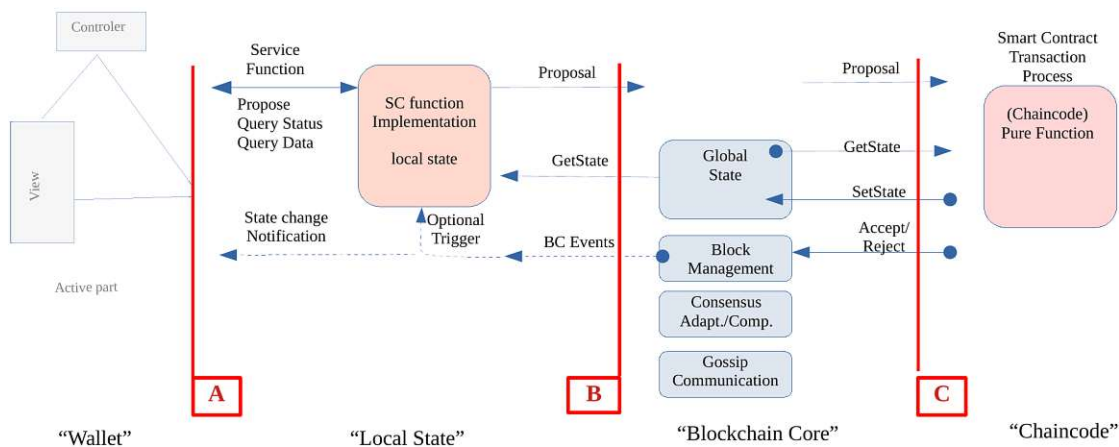 Controler
View
Active part
Service
Function
Propose
Query Status
Query Data
State change
Notification
SC function
Implementation
local state
Optional
Trigger
Proposal
GetState
BC Events
Global
State
Block
Management
Consensus
Adapt./Comp.
Gossip
Communication
Proposal
GetState
SetState
Accept/
Reject
Smart Contract
Transaction
Process
(Chaincode)
Pure Function
A
B
C
“Wallet”
“Local State”
“Blockchain Core”
“Chaincode”